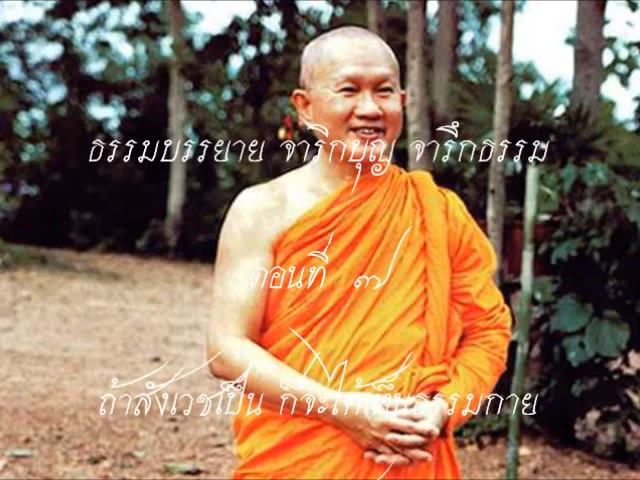 ธรรมบรรยาย จาริกบุญ จารึกธรรม
ตอนที่ ๗
ถ้าสังเวชเป็น ก็จะได้เห็นธรรมกาย